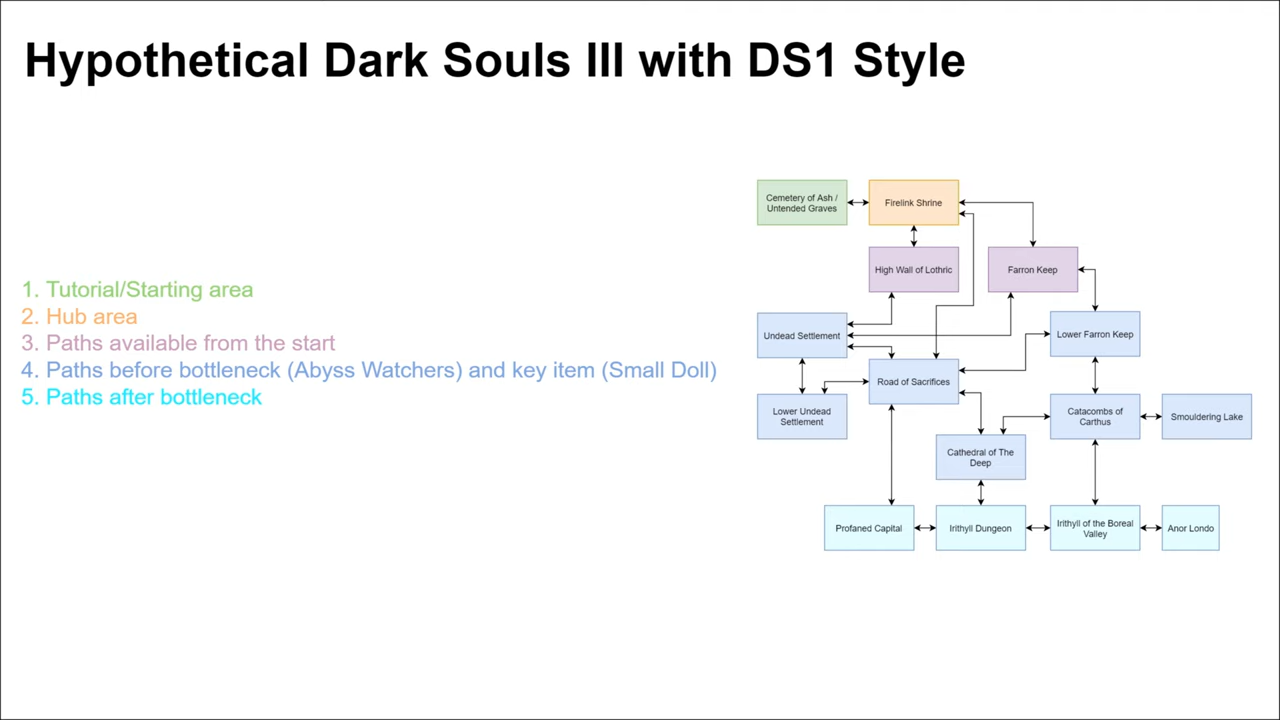 Hypothetical Dark Souls III with DS1 Style
1. Tutorial/Starting area
2. Hub area
3. Paths available from the start
4. Paths before bottleneck (Abyss Watchers) and key item (Small Doll)
5. Paths after bottleneck
Cemetery of Ash /
Untended Graves
Firelink Shrine
High Wall of Lothric
Farron Keep
Undead Settlement
Lower Farron Keep
Road of Sacrifices
Lower Undead
Settlement
Catacombs of
Carthus
Smouldering Lake
Cathedral of The
Deep
Profaned Capital
Irithyll Dungeon
Irithyll of the Boreal
Valley
Anor Londo